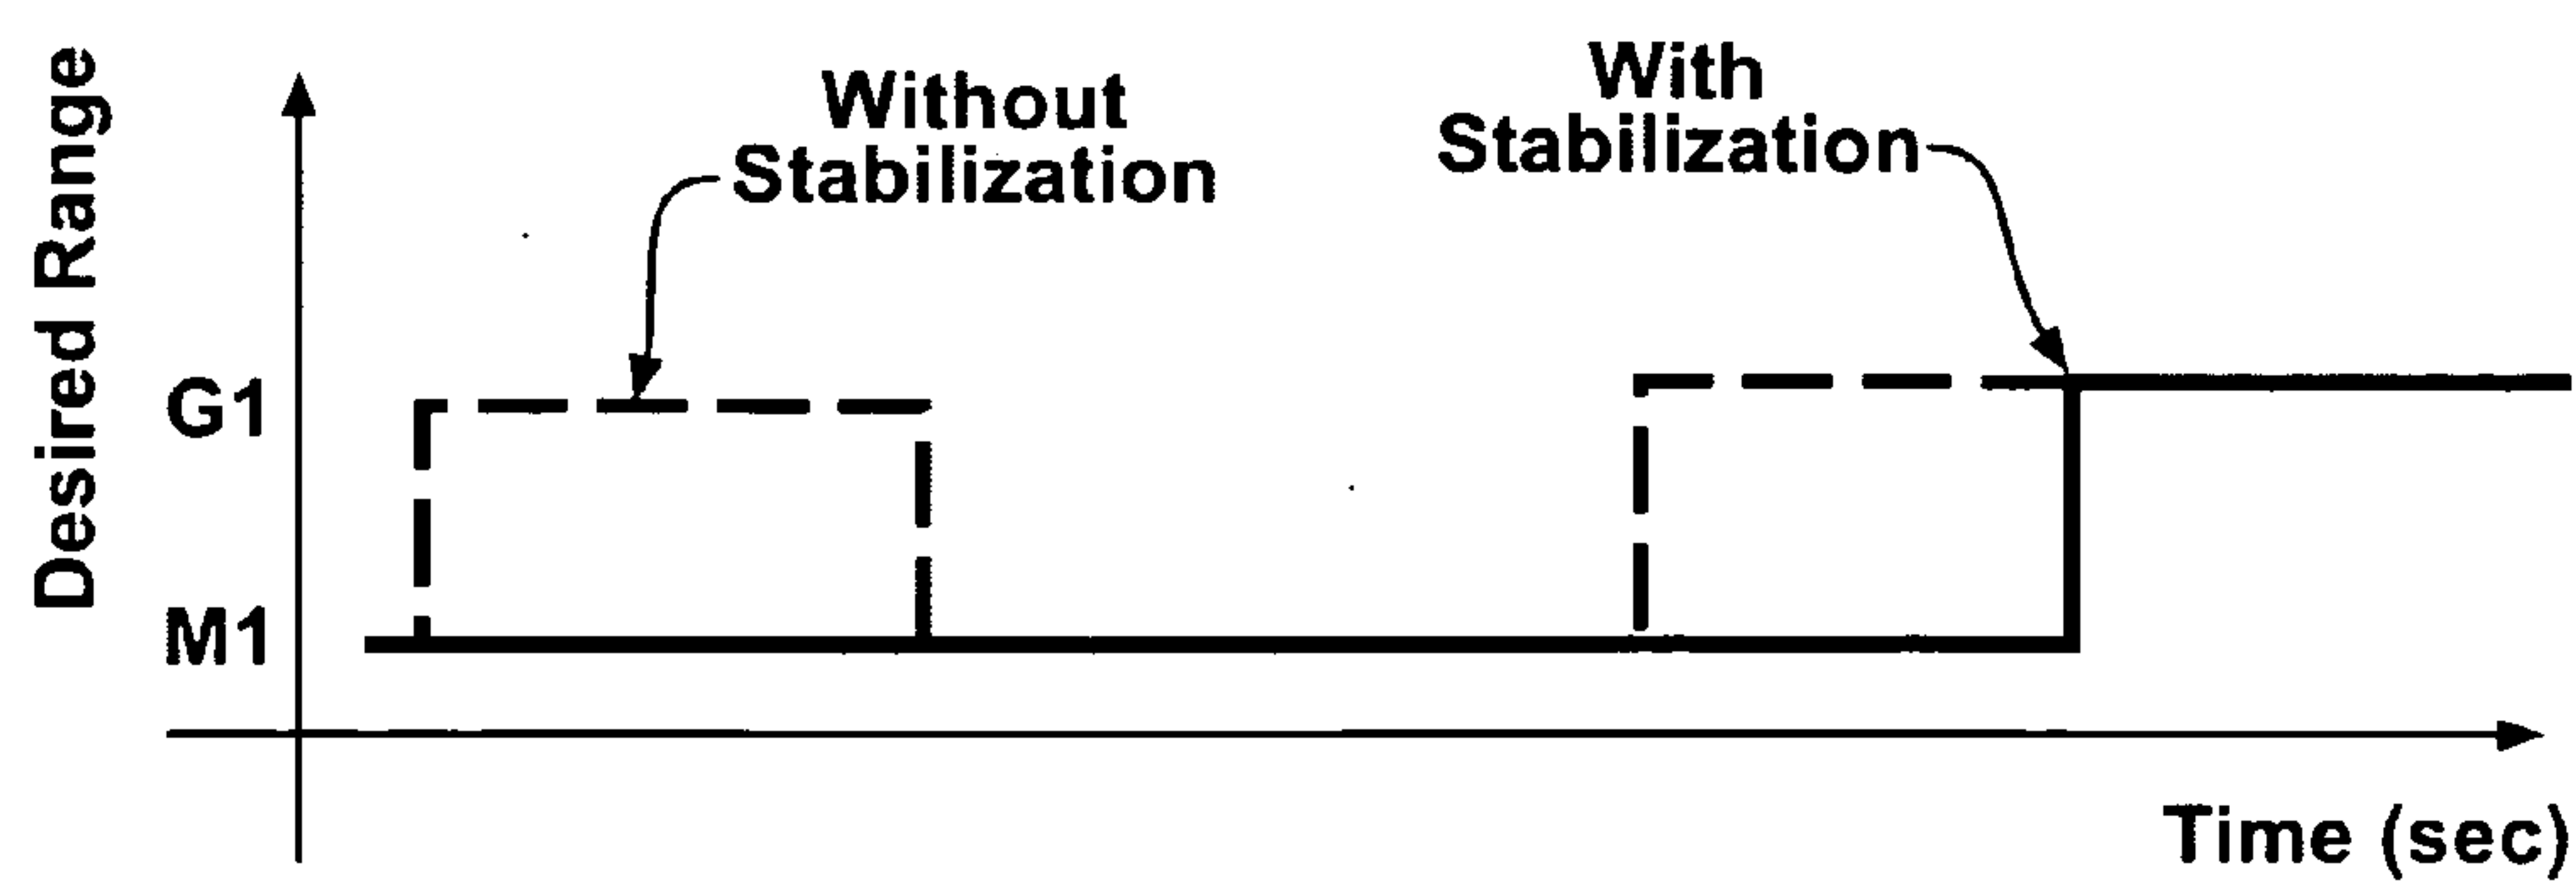 Desired Range
Without
Stabilization
With
Stabilization
G1
M1
Time (sec)